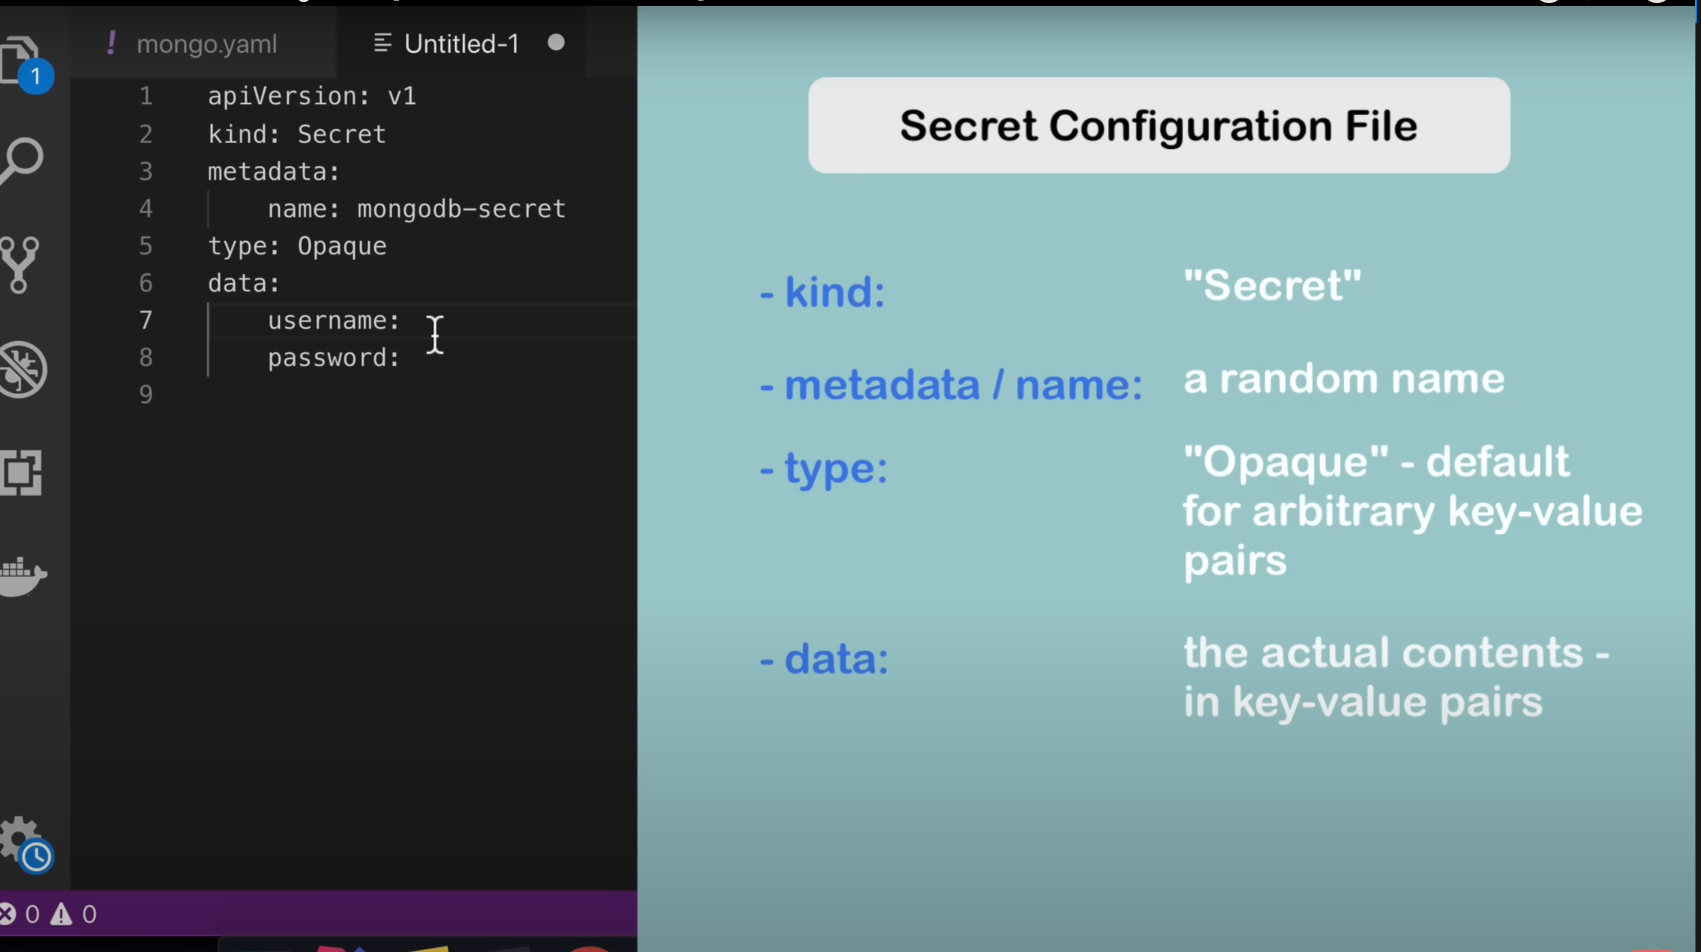 mongo.yaml
Untitled-1
1 apiVersion: v1
2 kind: Secret
3 metadata:
4 name: mongodb-secret
5 type: Opaque
6 data:
7 username:
8 password:
9
1
0 0
Secret Configuration File
- kind: "Secret"
- metadata / name: a random name
- type: "Opaque" - default
for arbitrary key-value
pairs
- data: the actual contents -
in key-value pairs